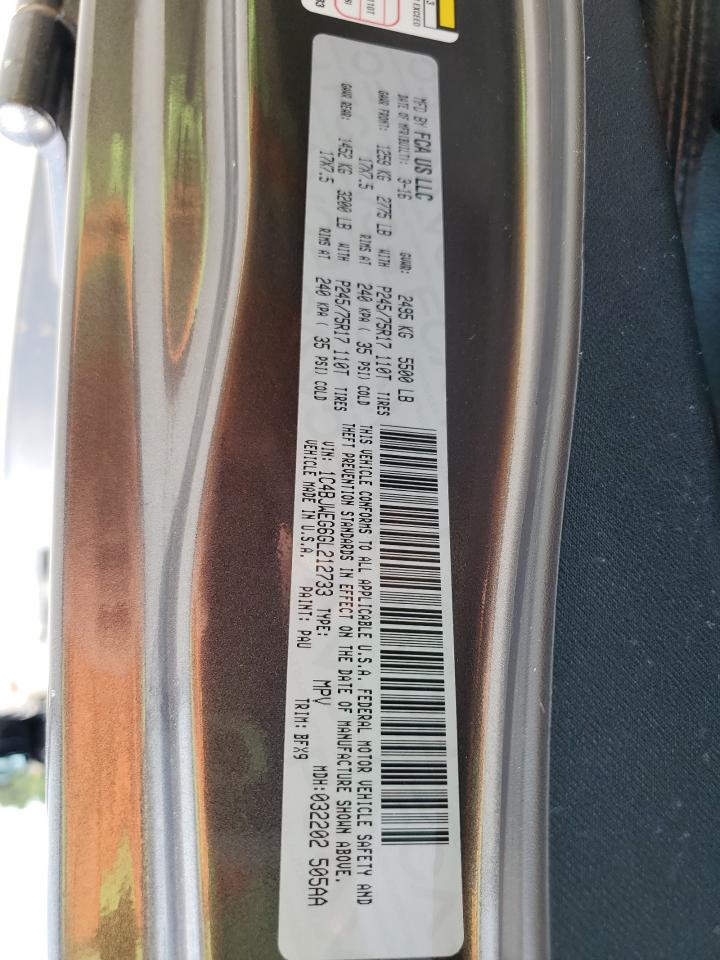 MFD BY FCA US LLC
DATE OF MFR/BUILT: 3-16 GVWR: 2495 KG 5500 LB
GAWR FRONT: 1259 KG 2775 LB WITH P245/75R17 110T TIRES
17X7.5 RIMS AT 240 KPA ( 35 PSI) COLD
GAWR REAR: 1452 KG 3200 LB WITH P245/75R17 110T TIRES
17X7.5 RIMS AT 240 KPA ( 35 PSI) COLD
THIS VEHICLE CONFORMS TO ALL APPLICABLE U.S.A. FEDERAL MOTOR VEHICLE SAFETY AND
THEFT PREVENTION STANDARDS IN EFFECT ON THE DATE OF MANUFACTURE SHOWN ABOVE.
VIN: 1C4BJWEG6GL212733 TYPE: MPV MDH:032202 505AA
VEHICLE MADE IN U.S.A. PAINT: PAU TRIM: BFX9
3
EXCEED
110T